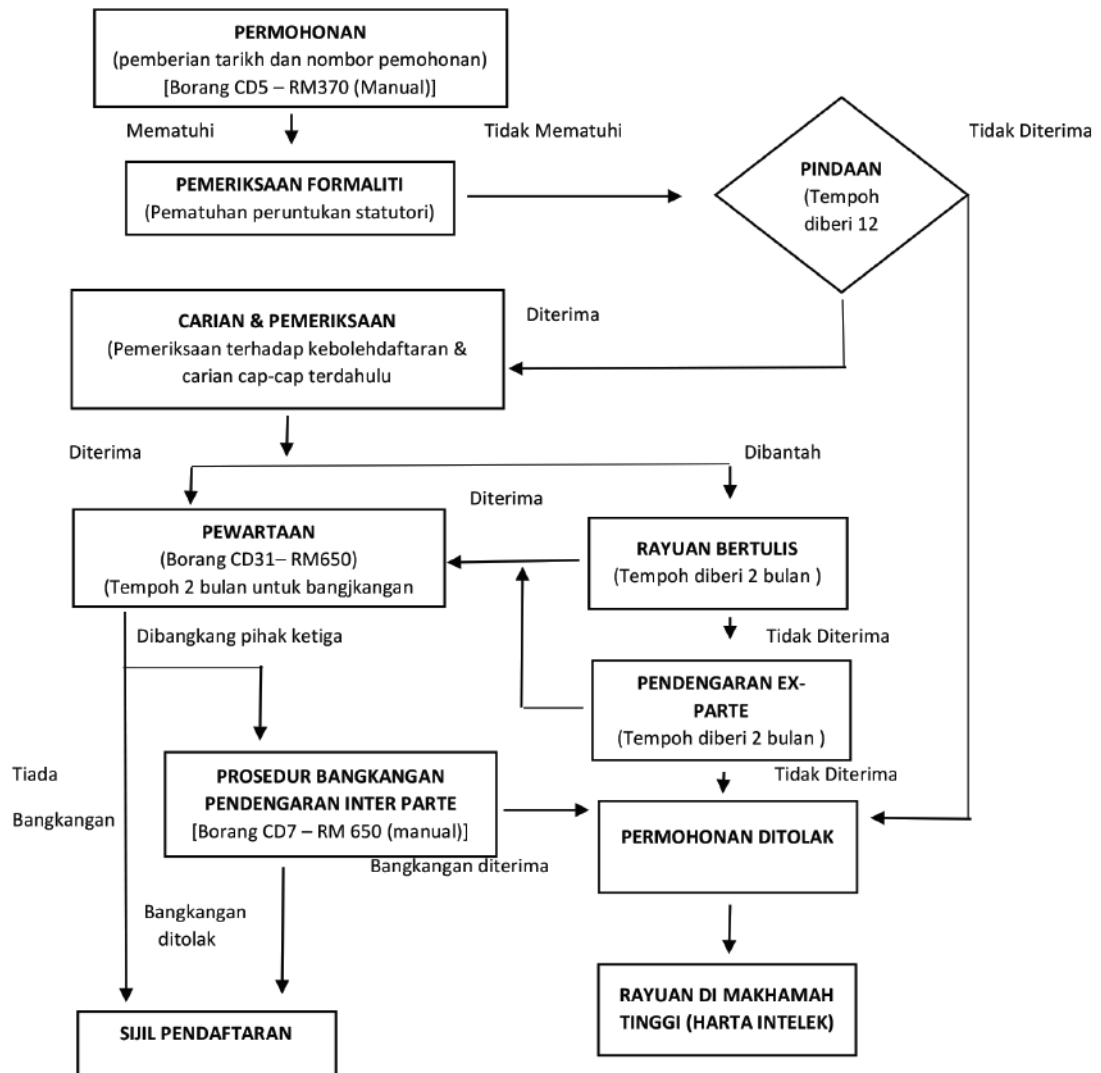 PERMOHONAN
(pemberian tarikh dan nombor pemohonan)
[Borang CD5 – RM370 (Manual)]
Mematuhi
Tidak Mematuhi
Tidak Diterima
PEMERIKSAAN FORMALITI
(Pematuhan peruntukan statutori)
PINDAAN
(Tempoh
diberi 12
CARIAN & PEMERIKSAAN
(Pemeriksaan terhadap kebolehdaftaran &
carian cap-cap terdahulu
Diterima
Diterima
Dibantah
Diterima
PEWARTAAN
(Borang CD31– RM650)
(Tempoh 2 bulan untuk bangjkangan
RAYUAN BERTULIS
(Tempoh diberi 2 bulan )
Dibangkang pihak ketiga
Tidak Diterima
PENDENGARAN EX-
PARTE
(Tempoh diberi 2 bulan )
Tiada
Bangkangan
PROSEDUR BANGKANGAN
PENDENGARAN INTER PARTE
[Borang CD7 – RM 650 (manual)]
Tidak Diterima
PERMOHONAN DITOLAK
Bangkangan diterima
Bangkangan
ditolak
SIJIL PENDAFTARAN
RAYUAN DI MAKHAMAH
TINGGI (HARTA INTELEK)